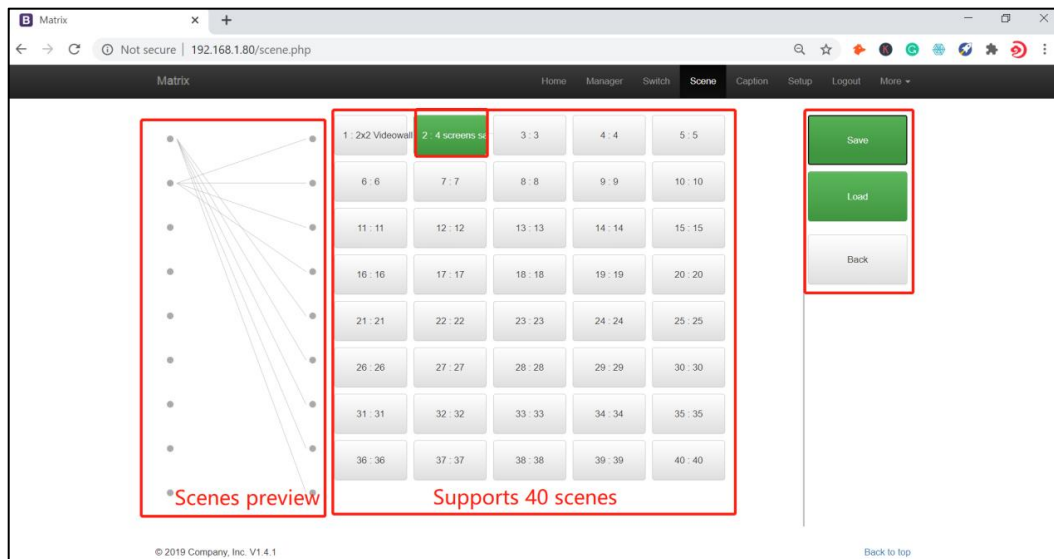 B Matrix
Not secure | 192.168.1.80/scene.php
Matrix Home Manager Switch Scene Caption Setup Logout More
1 : 2x2 Videowall 2 : 4 screens sa 3 : 3 4 : 4 5 : 5 Save
6 : 6 7 : 7 8 : 8 9 : 9 10 : 10 Load
11 : 11 12 : 12 13 : 13 14 : 14 15 : 15
Back
16 : 16 17 : 17 18 : 18 19 : 19 20 : 20
21 : 21 22 : 22 23 : 23 24 : 24 25 : 25
26 : 26 27 : 27 28 : 28 29 : 29 30 : 30
31 : 31 32 : 32 33 : 33 34 : 34 35 : 35
36 : 36 37 : 37 38 : 38 39 : 39 40 : 40
Scenes preview Supports 40 scenes
© 2019 Company, Inc. V1.4.1 Back to top